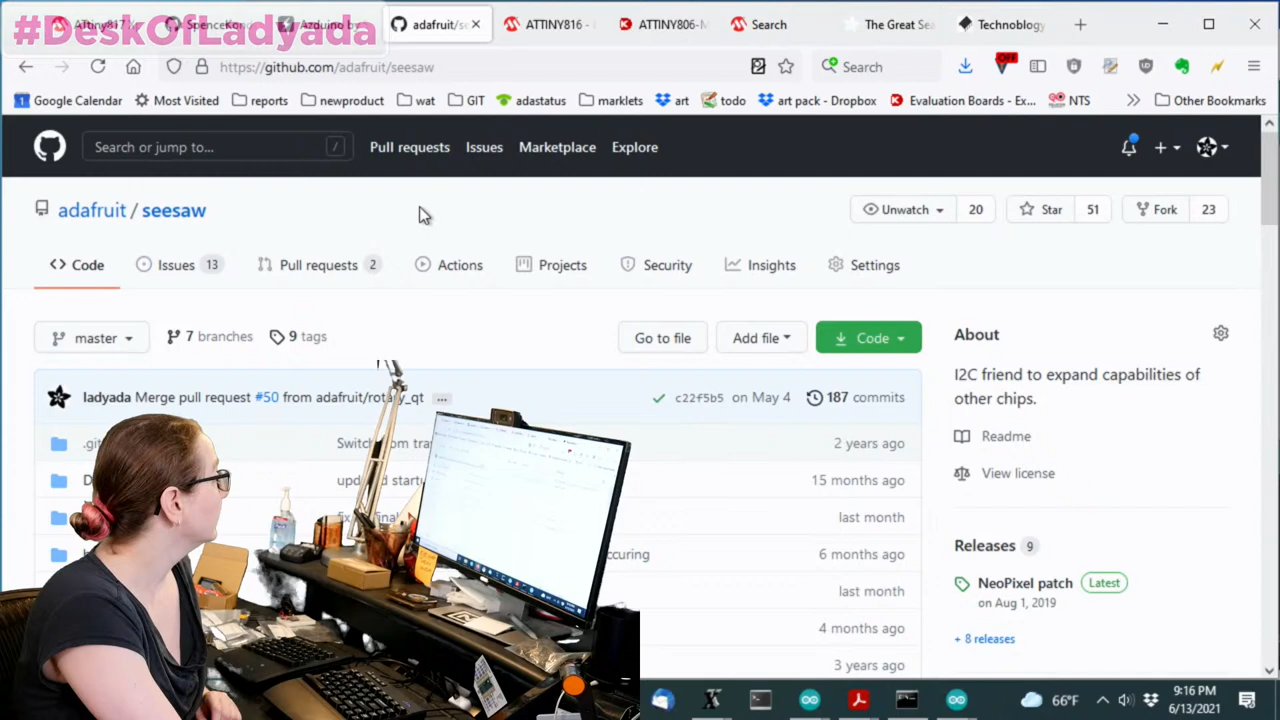 #DeskOfLadyada
ATtiny817
SpenceKond
Azduino by
adafruit/se
ATTINY816 -
ATTINY806-M
Search
The Great Sea
Technoblogy
https://github.com/adafruit/seesaw
Search
OFF
Google Calendar
Most Visited
reports
newproduct
wat
GIT
adastatus
marklets
art
todo
art pack - Dropbox
Evaluation Boards - Ex...
NTS
Other Bookmarks
Search or jump to...
/
Pull requests
Issues
Marketplace
Explore
adafruit / seesaw
Unwatch 20
Star 51
Fork 23
Code
Issues 13
Pull requests 2
Actions
Projects
Security
Insights
Settings
master
7 branches
9 tags
Go to file
Add file
Code
About
I2C friend to expand capabilities of
other chips.
Readme
View license
Releases 9
NeoPixel patch Latest
on Aug 1, 2019
+ 8 releases
ladyada Merge pull request #50 from adafruit/rotary_qt ...
c22f5b5 on May 4
187 commits
2 years ago
15 months ago
last month
6 months ago
last month
4 months ago
3 years ago
66°F
9:16 PM
6/13/2021